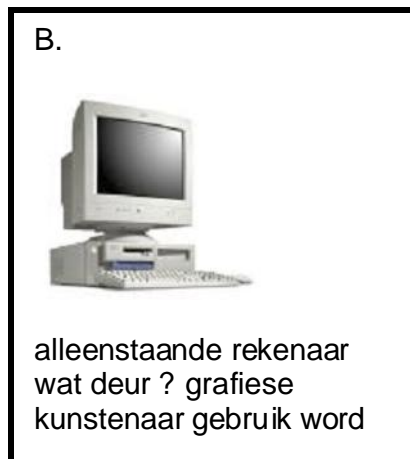 B.
alleenstaande rekenaar
wat deur ? grafiese
kunstenaar gebruik word